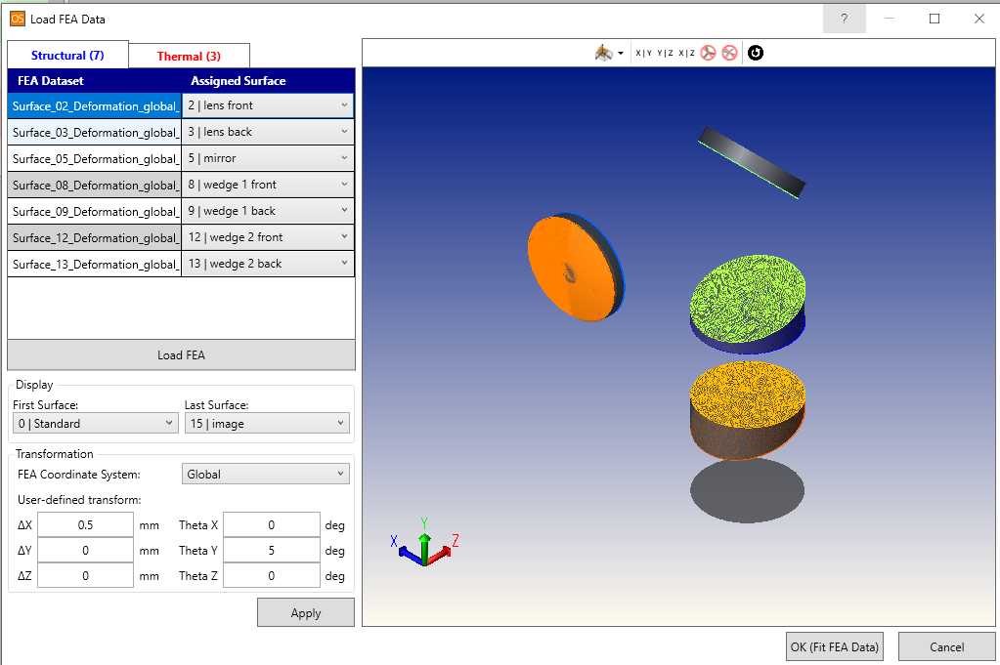 OS Load FEA Data ?
Structural (7) Thermal (3)
X|Y Y|Z X|Z
FEA Dataset Assigned Surface
Surface_02_Deformation_global_ 2 | lens front
Surface_03_Deformation_global_ 3 | lens back
Surface_05_Deformation_global_ 5 | mirror
Surface_08_Deformation_global_ 8 | wedge 1 front
Surface_09_Deformation_global_ 9 | wedge 1 back
Surface_12_Deformation_global_ 12 | wedge 2 front
Surface_13_Deformation_global_ 13 | wedge 2 back
Load FEA
Display
First Surface: Last Surface:
0 | Standard 15 | image
Transformation
FEA Coordinate System: Global
User-defined transform:
ΔX 0.5 mm Theta X 0 deg
ΔY 0 mm Theta Y 5 deg
ΔZ 0 mm Theta Z 0 deg
Apply
Y
X Z
OK (Fit FEA Data) Cancel